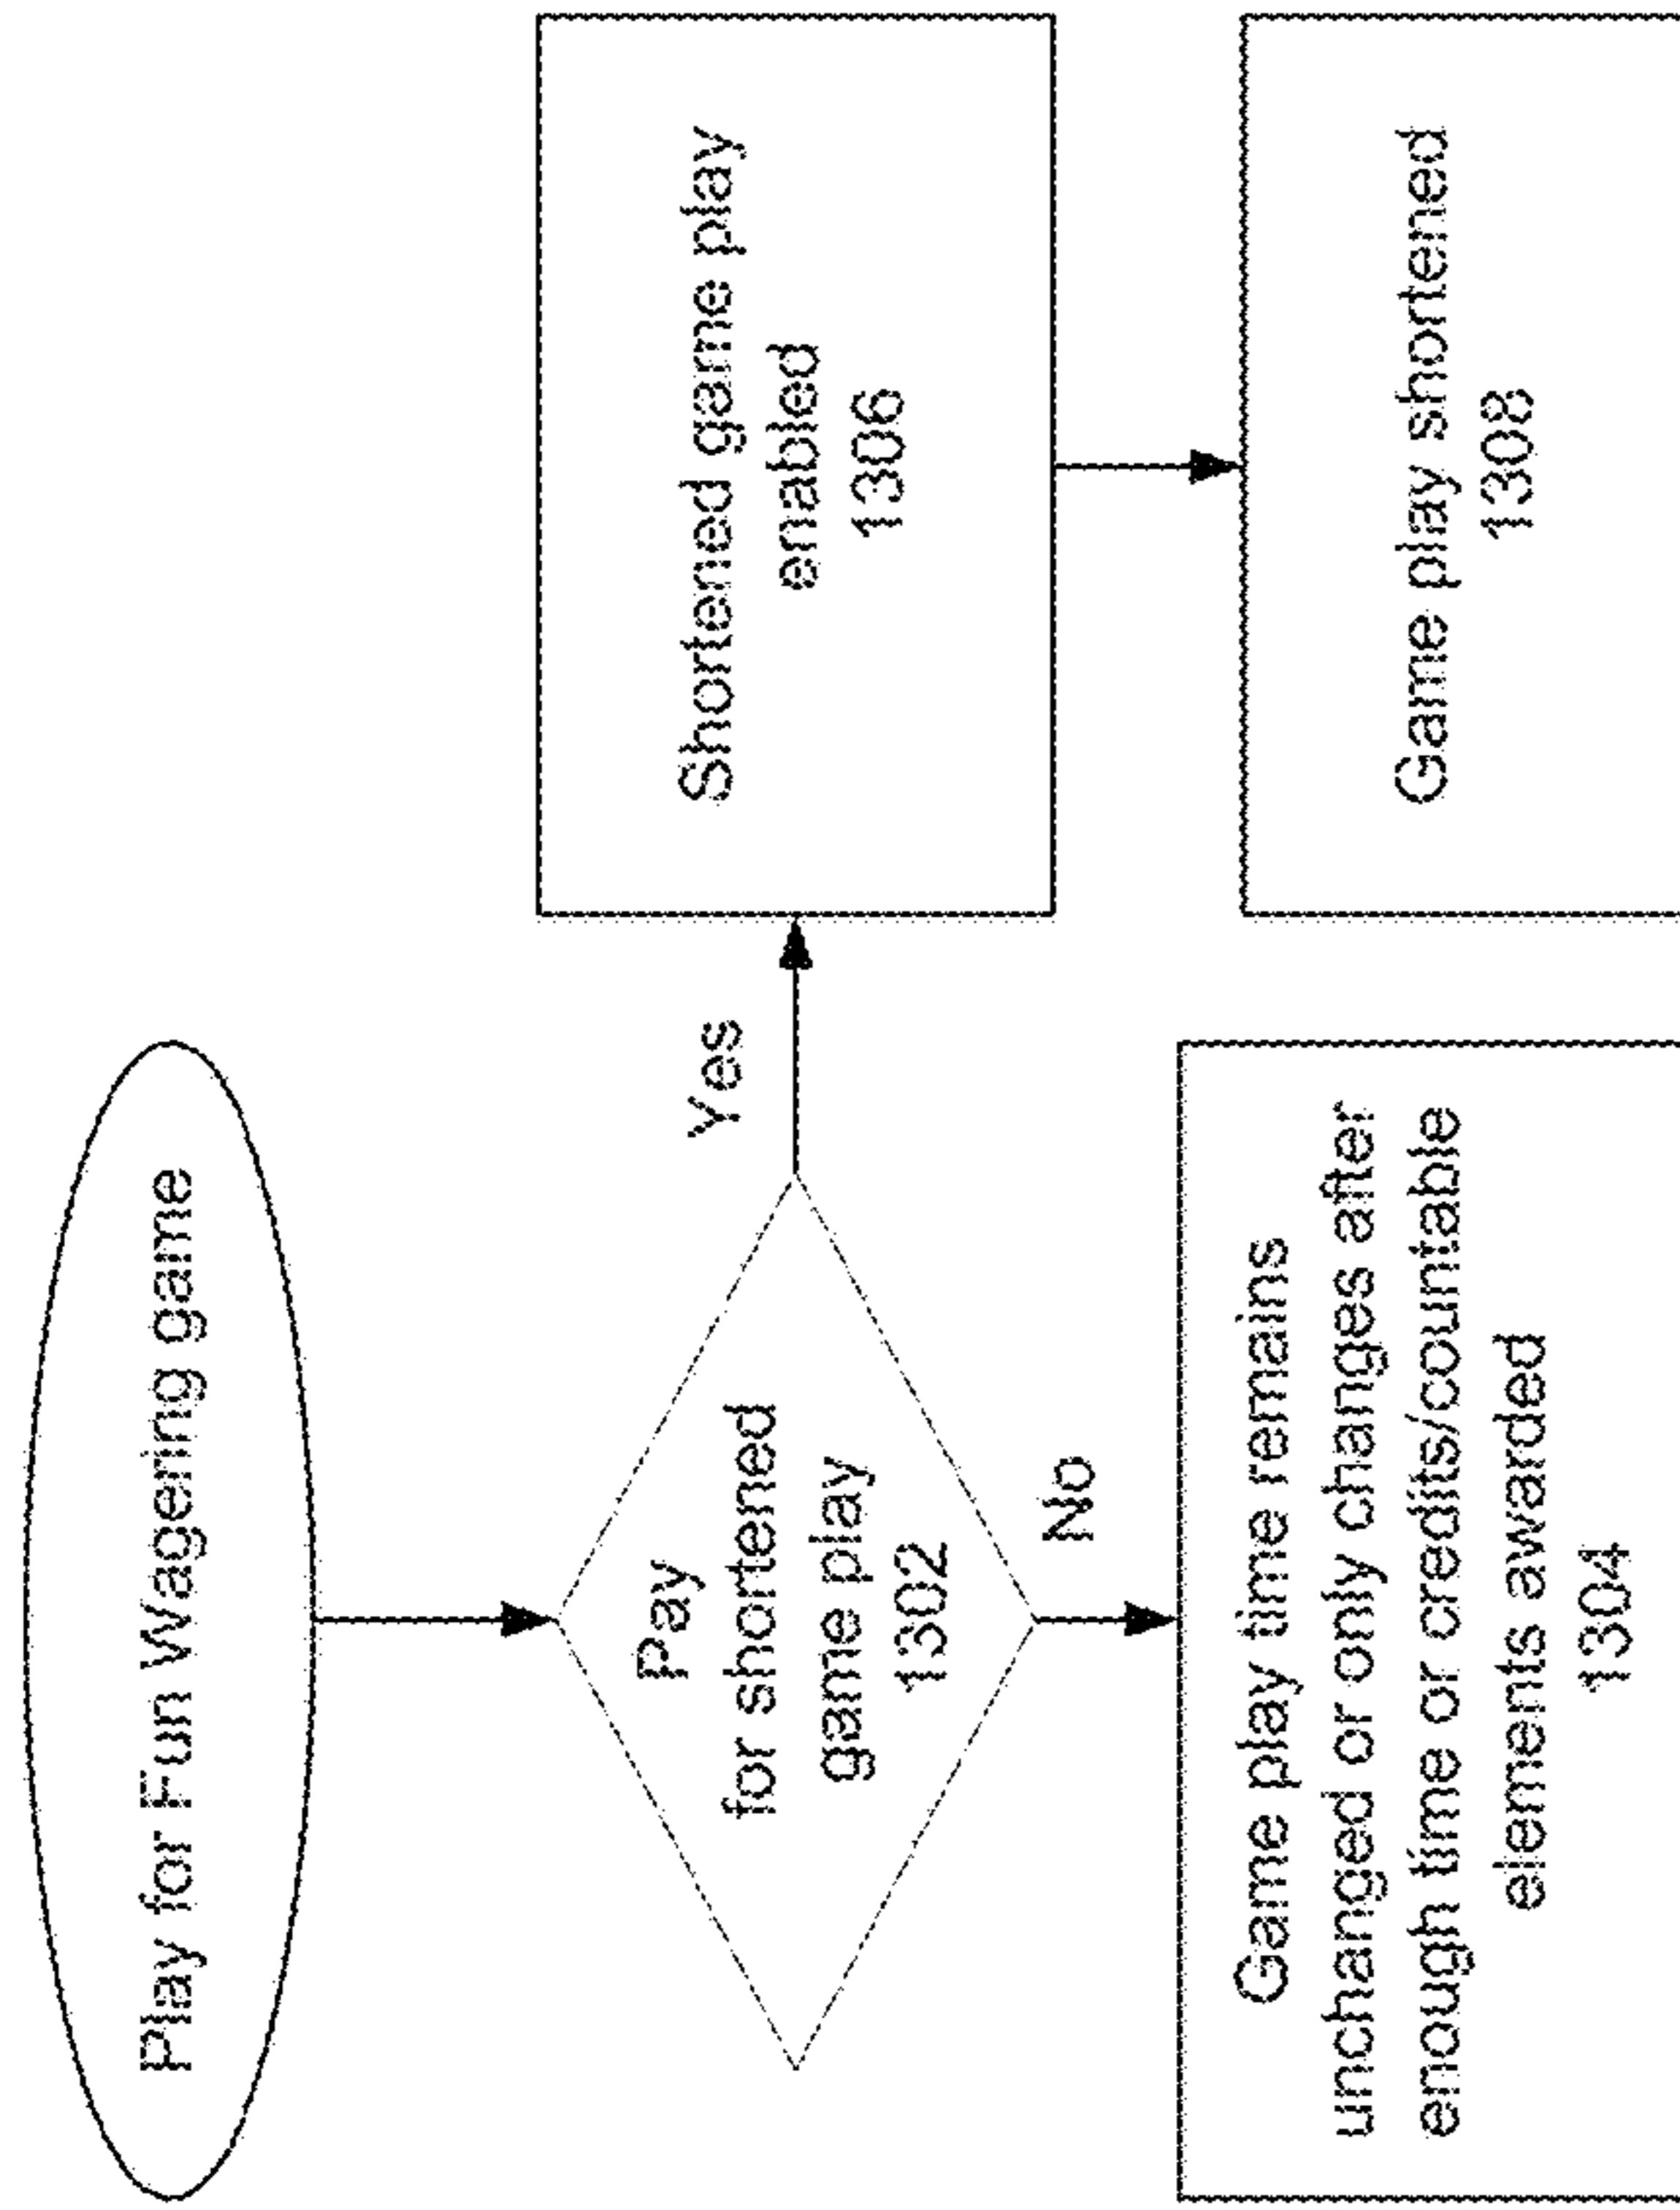 Play for Fun Wagering game
Pay
for shortened
game play
1302
Yes
No
Shortened game play
enabled
1306
Game play time remains
unchanged or only changes after
enough time or credits/countable
elements awarded
1304
Game play shortened
1308